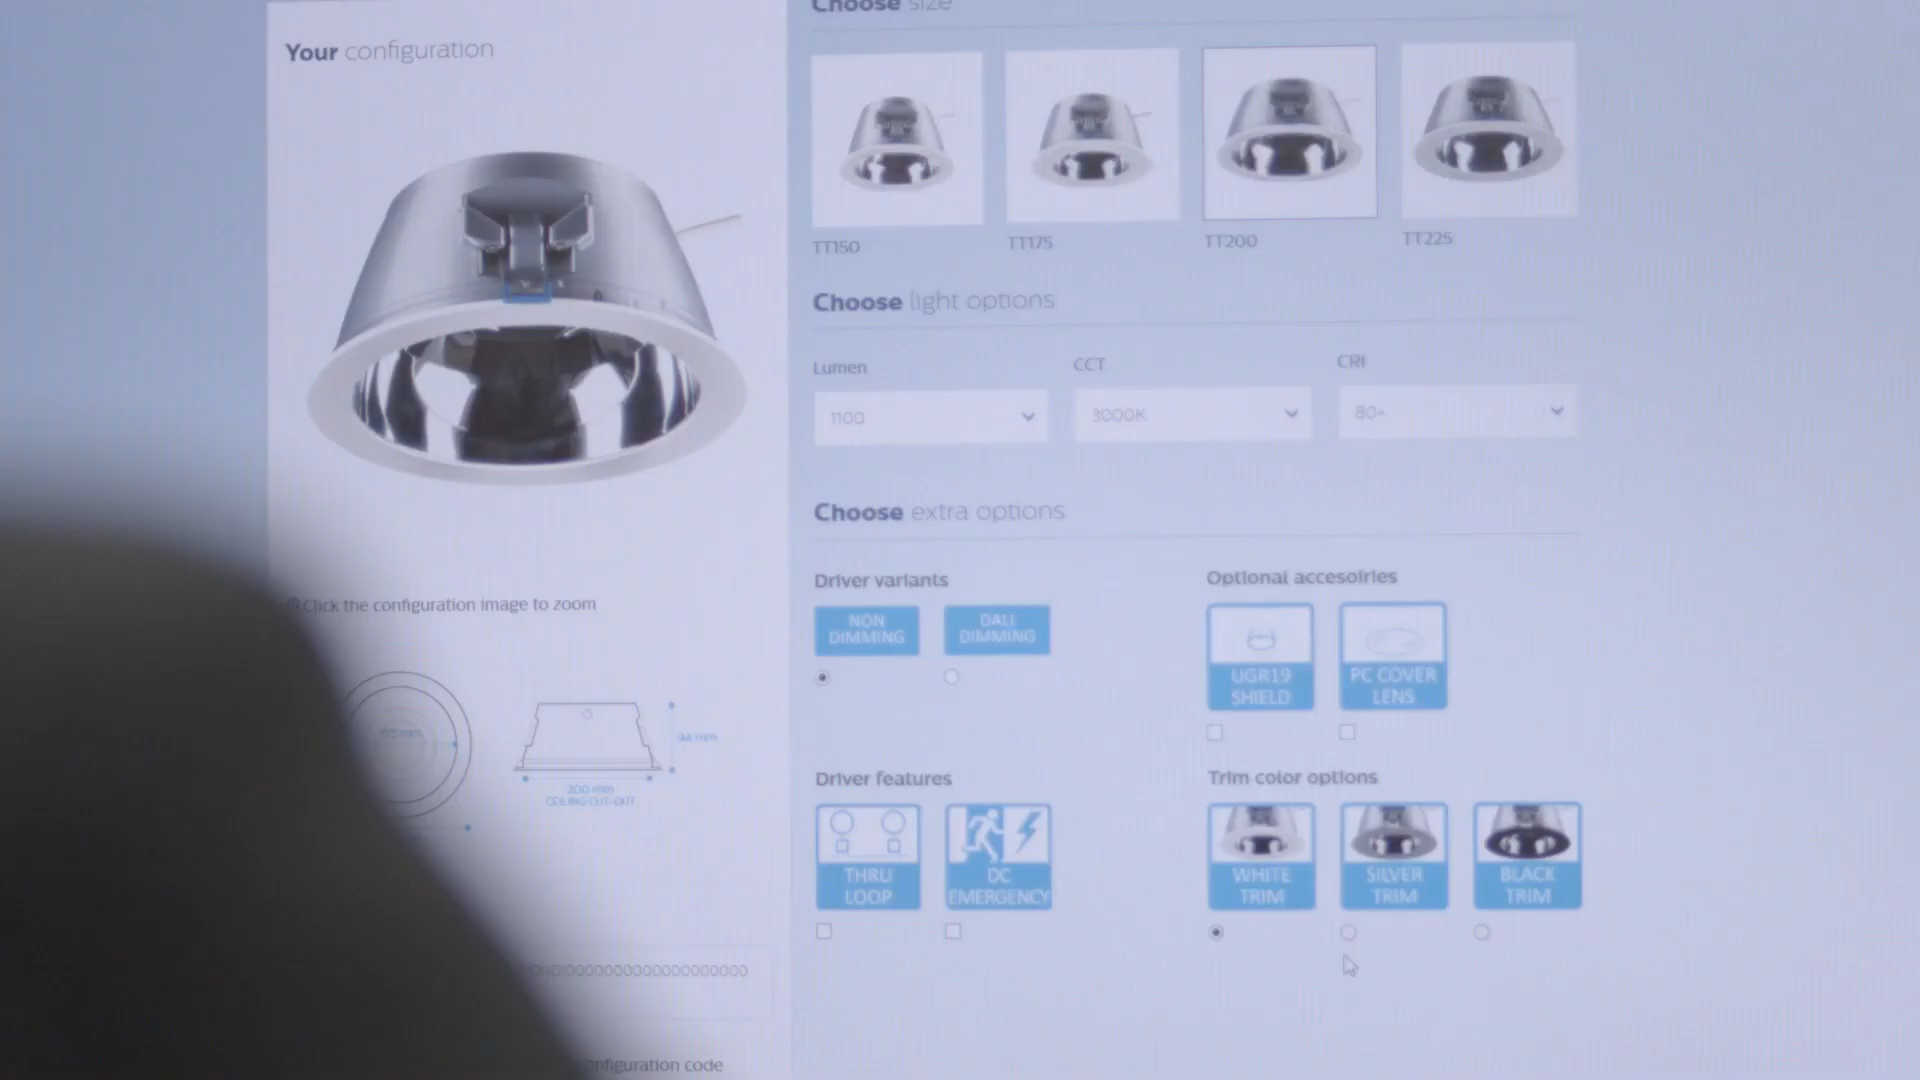 Your configuration
Choose size
TT150
TT175
TT200
TT225
Choose light options
Lumen
CCT
CRI
1100
3000K
80+
Choose extra options
Driver variants
NON
DIMMING
DALI
DIMMING
Optional accesoiries
UGR19
SHIELD
PC COVER
LENS
Click the configuration image to zoom
94 mm
200 mm
CEILING CUT-OUT
Driver features
THRU
LOOP
DC
EMERGENCY
Trim color options
WHITE
TRIM
SILVER
TRIM
BLACK
TRIM
configuration code